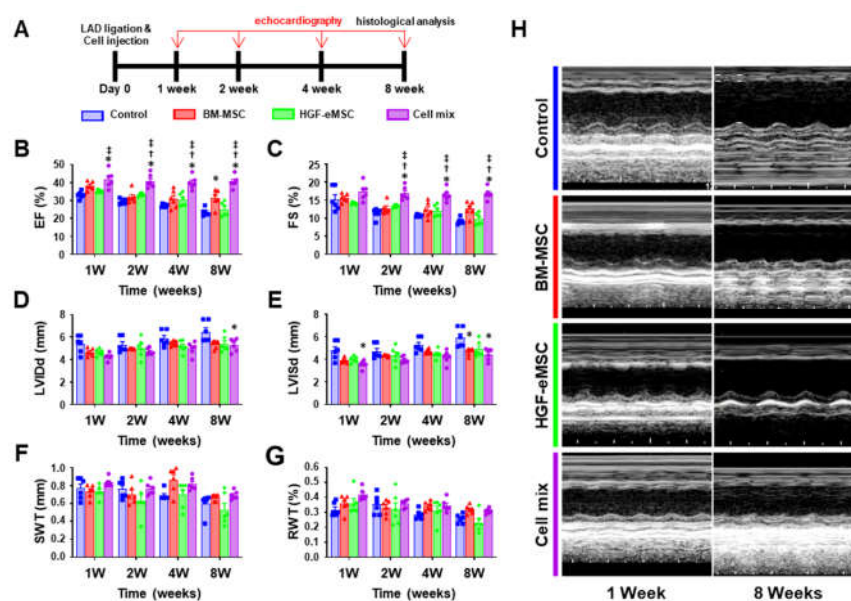 A
LAD ligation &
Cell injection
echocardiography
histological analysis
Day 0
1 week
2 week
4 week
8 week
Control
BM-MSC
HGF-eMSC
Cell mix
B
EF (%)
50
40
30
20
10
0
‡
*
‡
†
*
‡
†
*
*
‡
†
*
1W
2W
4W
8W
Time (weeks)
C
FS (%)
25
20
15
10
5
0
‡
†
*
‡
†
*
‡
†
*
1W
2W
4W
8W
Time (weeks)
D
LVIDd (mm)
8
6
4
2
0
*
1W
2W
4W
8W
Time (weeks)
E
LVISd (mm)
8
6
4
2
0
*
*
*
1W
2W
4W
8W
Time (weeks)
F
SWT (mm)
1.0
0.8
0.6
0.4
0.2
0.0
1W
2W
4W
8W
Time (weeks)
G
RWT (%)
0.6
0.5
0.4
0.3
0.2
0.1
0.0
1W
2W
4W
8W
Time (weeks)
H
Control
BM-MSC
HGF-eMSC
Cell mix
1 Week
8 Weeks